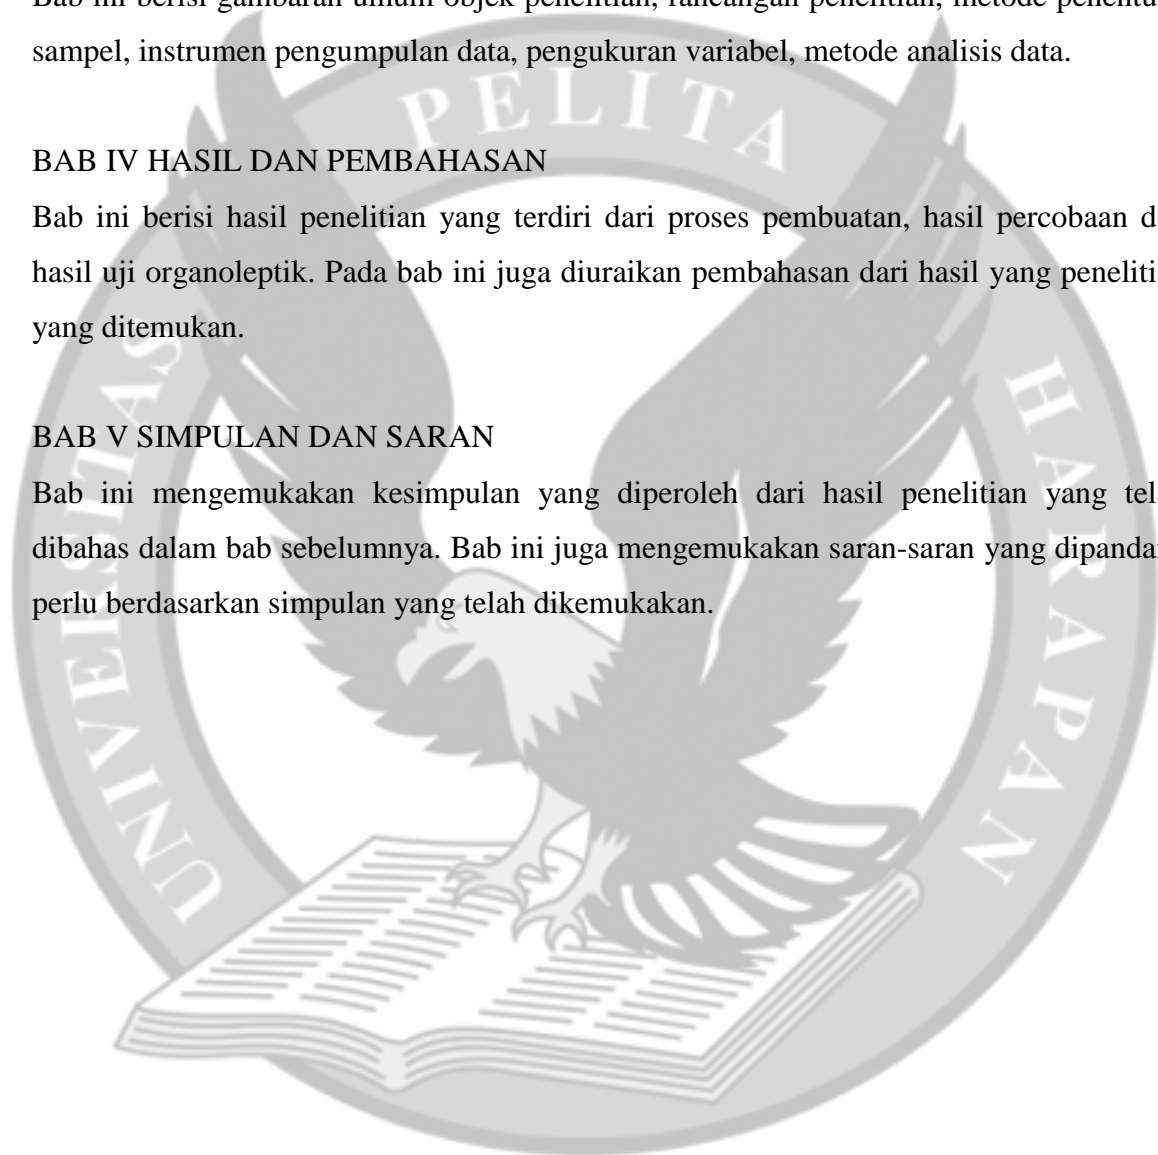 Bab ini berisi gambaran umum objek penelitian, rancangan penelitian, metode
sampel, instrumen pengumpulan data, pengukuran variabel, metode analisis data.
PELITA
BAB IV HASIL DAN PEMBAHASAN
Bab ini berisi hasil penelitian yang terdiri dari proses pembuatan, hasil percobaan
hasil uji organoleptik. Pada bab ini juga diuraikan pembahasan dari hasil yang
yang ditemukan.
BAB V SIMPULAN DAN SARAN
Bab ini mengemukakan kesimpulan yang diperoleh dari hasil penelitian yang
dibahas dalam bab sebelumnya. Bab ini juga mengemukakan saran-saran yang
perlu berdasarkan simpulan yang telah dikemukakan.
UNIVERSITAS
HARAPAN